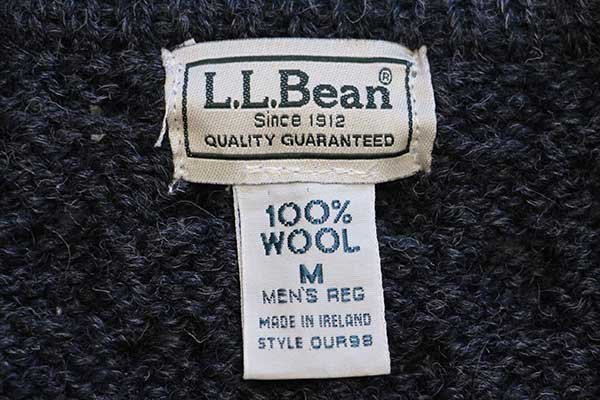 L.L.Bean®
Since 1912
QUALITY GUARANTEED
100%
WOOL
M
MEN'S REG
MADE IN IRELAND
STYLE OUR98